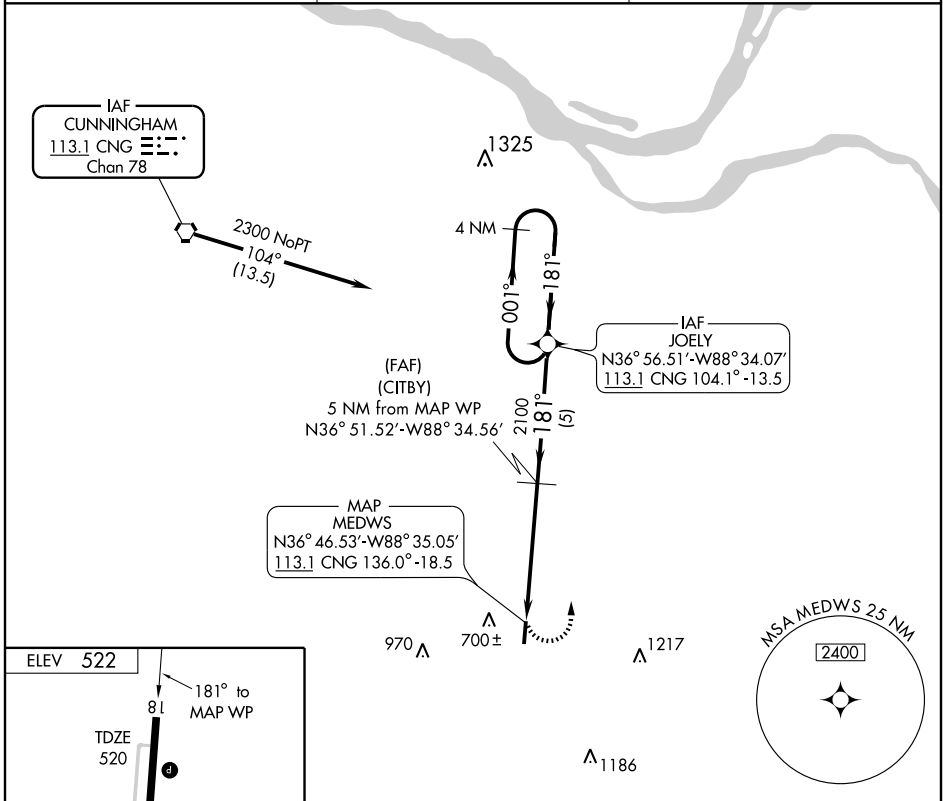 IAF
CUNNINGHAM
113.1 CNG
Chan 78
1325
2300 NoPT
104°
(13.5)
4 NM
001°
181°
IAF
JOELY
N36° 56.51’-W88° 34.07’
113.1 CNG 104.1° -13.5
(FAF)
(CITBY)
5 NM from MAP WP
N36° 51.52’-W88° 34.56’
2100
181°
(5)
MAP
MEDWS
N36° 46.53’-W88° 35.05’
113.1 CNG 136.0° -18.5
970
700 ±
1217
1186
MSA MEDWS 25 NM
2400
ELEV 522
181° to
MAP WP
18
TDZE
520
P